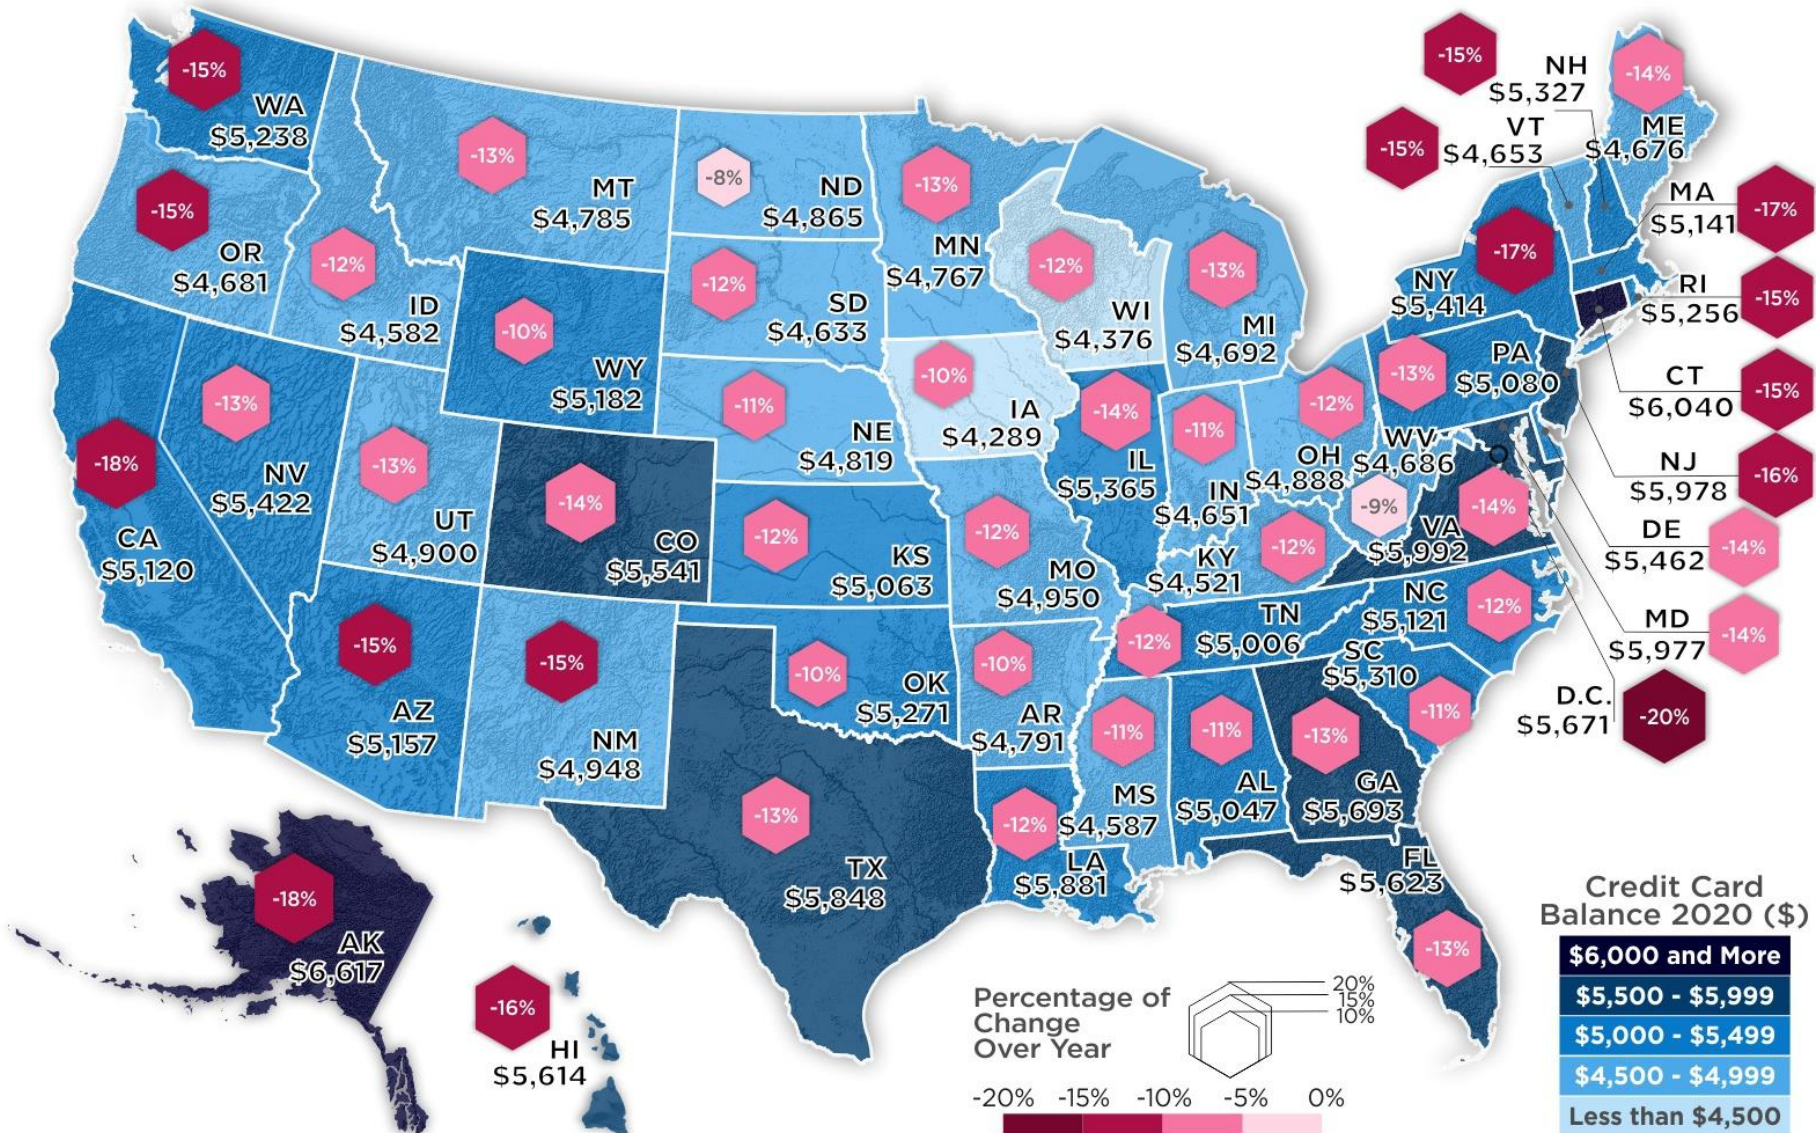 -15%
WA
$5,238
-15%
OR
$4,681
-12%
ID
$4,582
-13%
MT
$4,785
-8%
ND
$4,865
-13%
MN
$4,767
-12%
SD
$4,633
-10%
WY
$5,182
-12%
WI
$4,376
-13%
MI
$4,692
-15%
NH
$5,327
-15%
VT
$4,653
-14%
ME
$4,676
MA
$5,141
-17%
-17%
NY
$5,414
RI
$5,256
-15%
CT
$6,040
-15%
-13%
PA
$5,080
NJ
$5,978
-16%
DE
$5,462
-14%
MD
$5,977
-14%
D.C.
$5,671
-20%
-18%
CA
$5,120
-13%
NV
$5,422
-13%
UT
$4,900
-14%
CO
$5,541
-11%
NE
$4,819
-10%
IA
$4,289
-14%
IL
$5,365
-11%
IN
$4,651
-12%
OH
$4,888
WV
$4,686
-9%
-14%
VA
$5,992
-12%
KS
$5,063
-12%
MO
$4,950
KY
$4,521
-12%
-12%
TN
$5,006
NC
$5,121
-12%
SC
$5,310
-11%
-15%
AZ
$5,157
-15%
NM
$4,948
-10%
OK
$5,271
-10%
AR
$4,791
-11%
MS
$4,587
-11%
AL
$5,047
-13%
GA
$5,693
-13%
TX
$5,848
-12%
LA
$5,881
FL
$5,623
-13%
-18%
AK
$6,617
-16%
HI
$5,614
Percentage of
Change
Over Year
20%
15%
10%
-20% -15% -10% -5% 0%
Credit Card
Balance 2020 ($)
$6,000 and More
$5,500 - $5,999
$5,000 - $5,499
$4,500 - $4,999
Less than $4,500